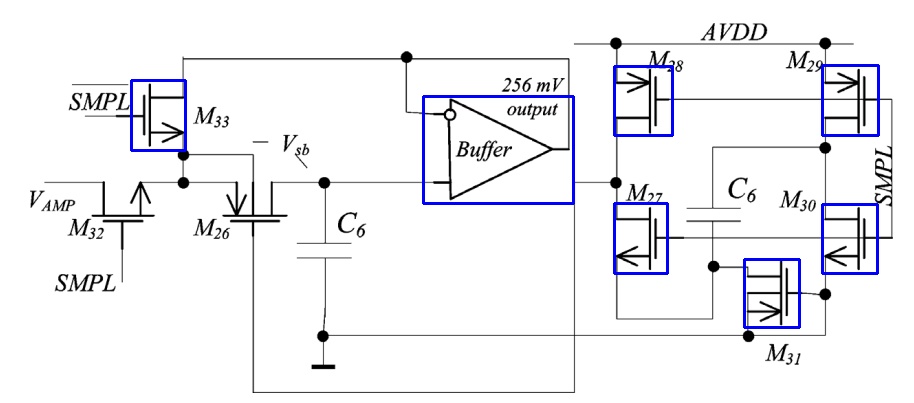 AVDD
M28
M29
256 mV
output
SMPL
M33
Vsb
Buffer
SMPL
VAMP
M27
C6
M30
M32
M26
C6
SMPL
M31